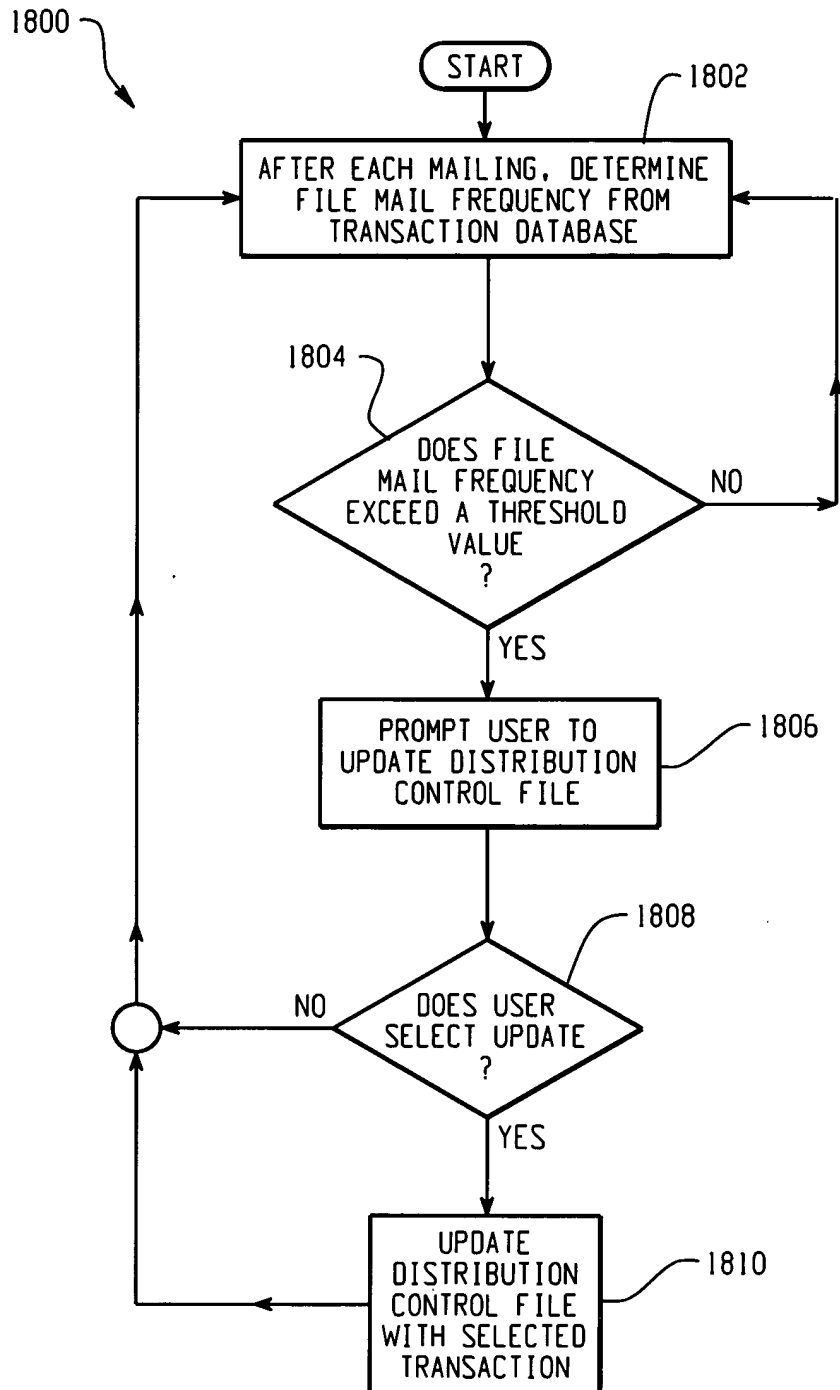 1800
START
1802
AFTER EACH MAILING, DETERMINE
FILE MAIL FREQUENCY FROM
TRANSACTION DATABASE
1804
DOES FILE
MAIL FREQUENCY
EXCEED A THRESHOLD
VALUE
?
NO
YES
PROMPT USER TO
UPDATE DISTRIBUTION
CONTROL FILE
1806
1808
NO
DOES USER
SELECT UPDATE
?
YES
UPDATE
DISTRIBUTION
CONTROL FILE
WITH SELECTED
TRANSACTION
1810